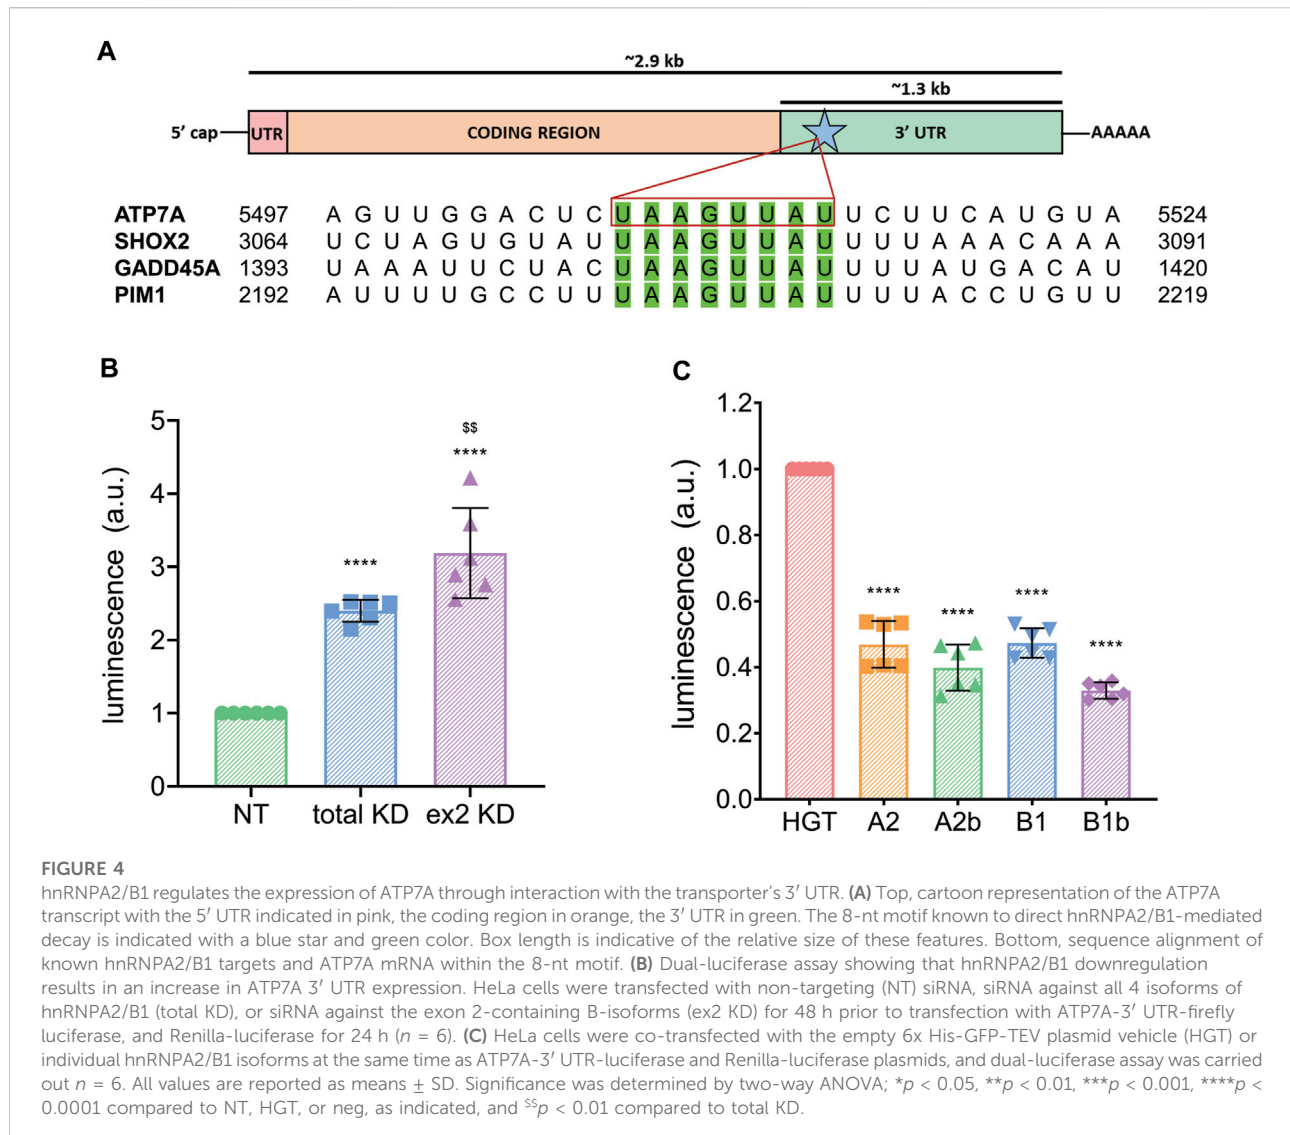 A
~2.9 kb
~1.3 kb
5′ cap UTR CODING REGION 3′ UTR AAAAA
ATP7A 5497 A G U U G G A C U C U A A G U U A U U C U U C A U G U A 5524
SHOX2 3064 U C U A G U G U A U U A A G U U A U U U U A A A C A A A 3091
GADD45A 1393 U A A A U U C U A C U A A G U U A U U U U A U G A C A U 1420
PIM1 2192 A U U U U G C C U U U A A G U U A U U U U A C C U G U U 2219
B
luminescence (a.u.)
5
4
3
2
1
0
****
$$
****
NT total KD ex2 KD
C
luminescence (a.u.)
1.2
1.0
0.8
0.6
0.4
0.2
0.0
****
****
****
****
HGT A2 A2b B1 B1b
FIGURE 4
hnRNPA2/B1 regulates the expression of ATP7A through interaction with the transporter's 3′ UTR. (A) Top, cartoon representation of the ATP7A
transcript with the 5′ UTR indicated in pink, the coding region in orange, the 3′ UTR in green. The 8-nt motif known to direct hnRNPA2/B1-mediated
decay is indicated with a blue star and green color. Box length is indicative of the relative size of these features. Bottom, sequence alignment of
known hnRNPA2/B1 targets and ATP7A mRNA within the 8-nt motif. (B) Dual-luciferase assay showing that hnRNPA2/B1 downregulation
results in an increase in ATP7A 3′ UTR expression. HeLa cells were transfected with non-targeting (NT) siRNA, siRNA against all 4 isoforms of
hnRNPA2/B1 (total KD), or siRNA against the exon 2-containing B-isoforms (ex2 KD) for 48 h prior to transfection with ATP7A-3′ UTR-firefly
luciferase, and Renilla-luciferase for 24 h (n = 6). (C) HeLa cells were co-transfected with the empty 6x His-GFP-TEV plasmid vehicle (HGT) or
individual hnRNPA2/B1 isoforms at the same time as ATP7A-3′ UTR-luciferase and Renilla-luciferase plasmids, and dual-luciferase assay was carried
out n = 6. All values are reported as means ± SD. Significance was determined by two-way ANOVA; *p < 0.05, **p < 0.01, ***p < 0.001, ****p <
0.0001 compared to NT, HGT, or neg, as indicated, and $$p < 0.01 compared to total KD.